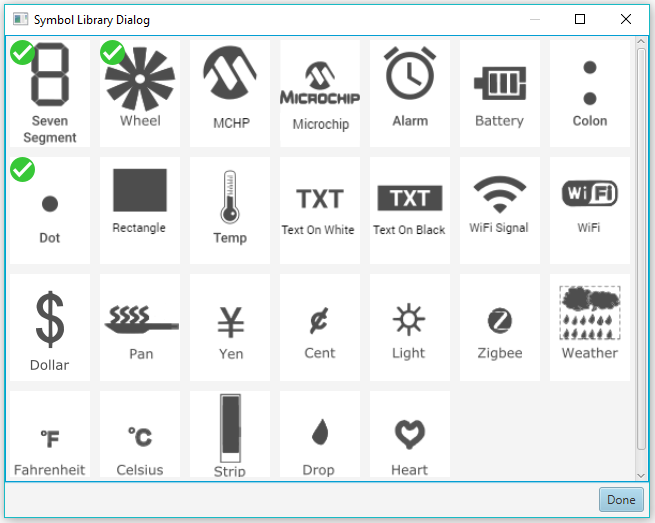 Symbol Library Dialog
Seven
Segment
Wheel
MCHP
MICROCHIP
Microchip
Alarm
Battery
Colon
Dot
Rectangle
Temp
TXT
Text On White
TXT
Text On Black
WiFi Signal
WiFi
WiFi
$
Dollar
Pan
¥
Yen
¢
Cent
Light
Z
Zigbee
Weather
°F
Fahrenheit
°C
Celsius
Strip
Drop
Heart
Done